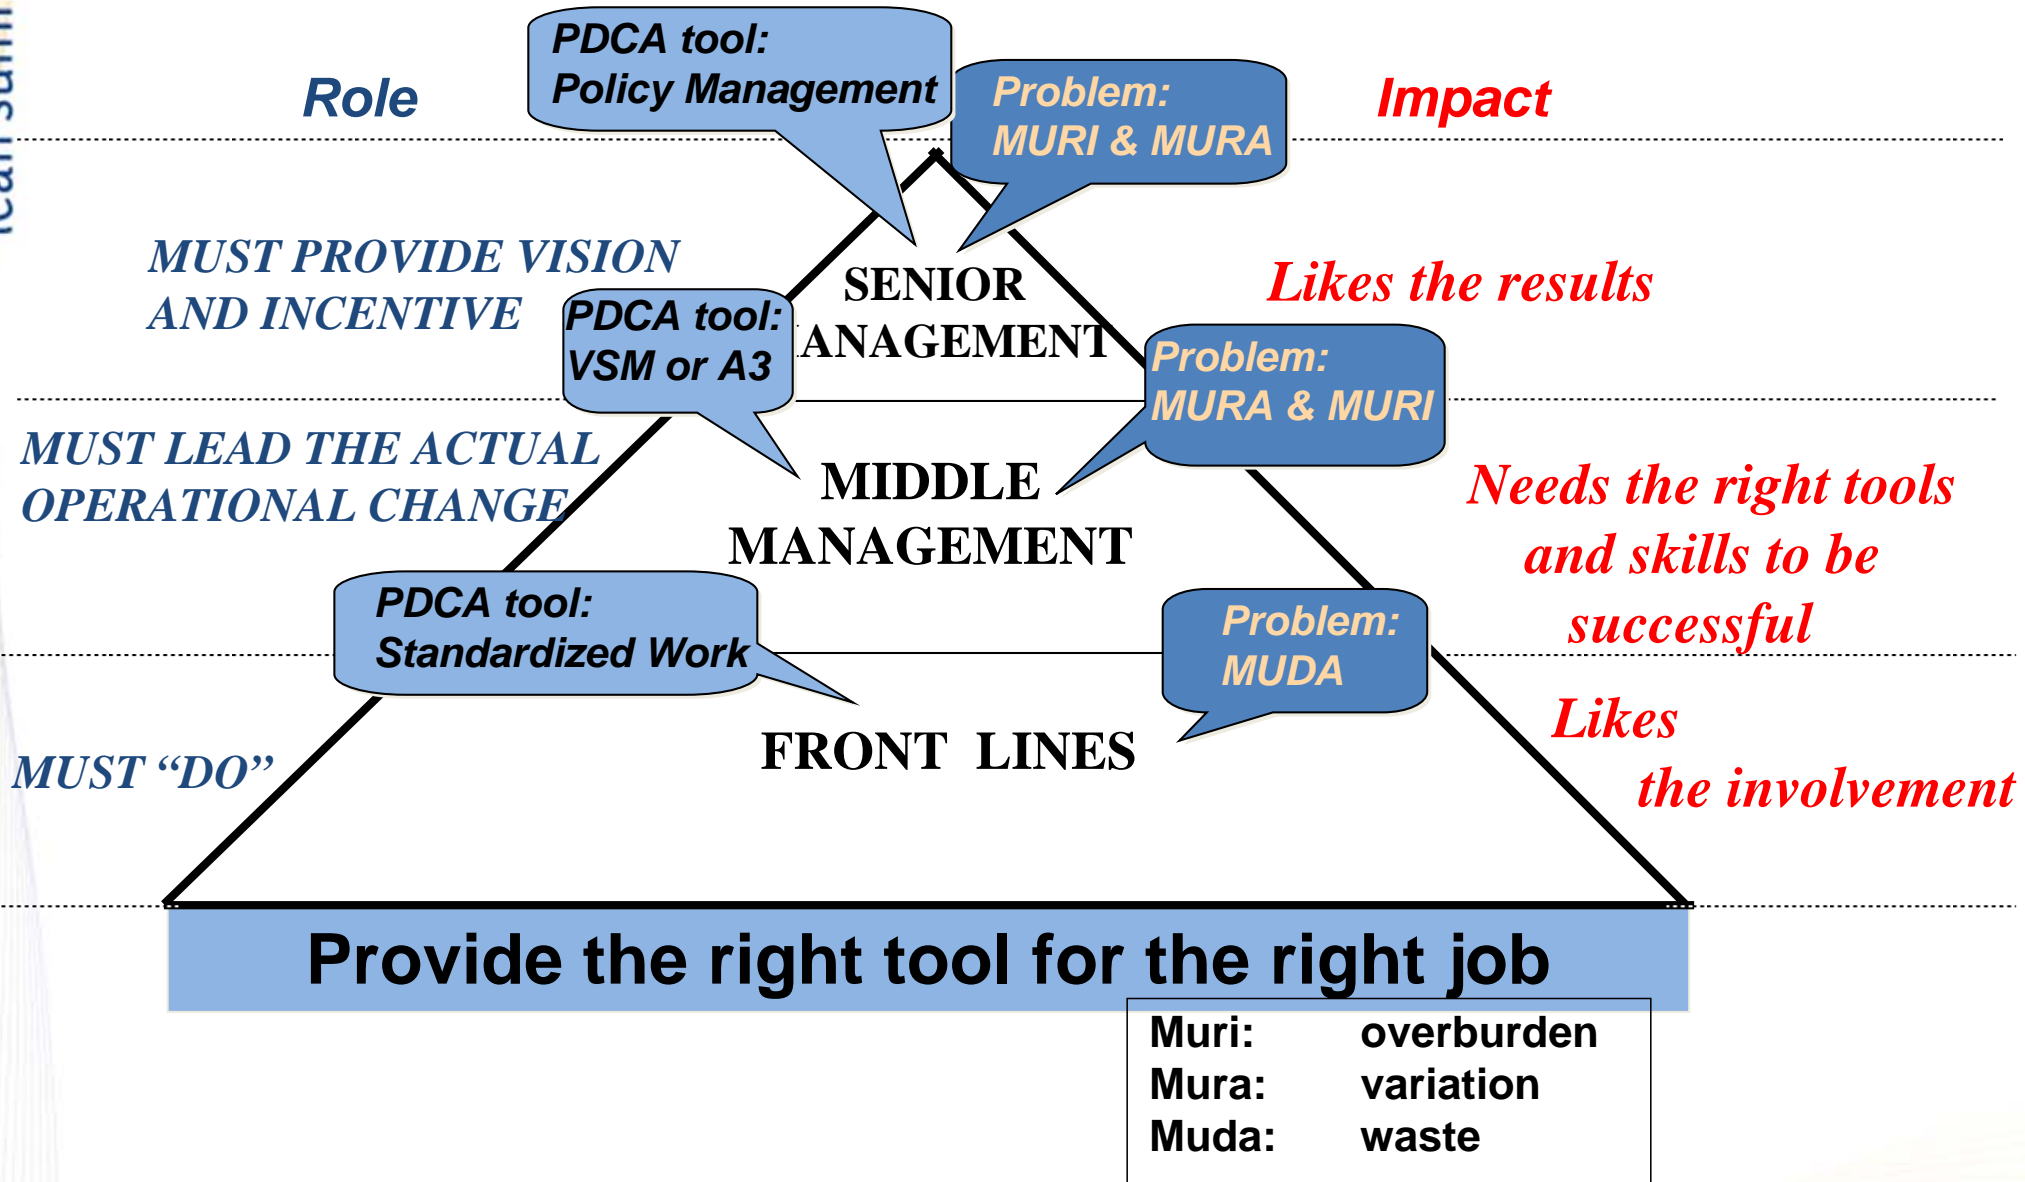 PDCA tool:
Policy Management
Role
Problem:
MURI & MURA
Impact
MUST PROVIDE VISION
AND INCENTIVE
SENIOR
ANAGEMENT
Likes the results
PDCA tool:
VSM or A3
Problem:
MURA & MURI
MUST LEAD THE ACTUAL
OPERATIONAL CHANGE
MIDDLE
MANAGEMENT
Needs the right tools
and skills to be
successful
PDCA tool:
Standardized Work
Problem:
MUDA
MUST “DO”
FRONT LINES
Likes
the involvement
Provide the right tool for the right job
Muri: overburden
Mura: variation
Muda: waste